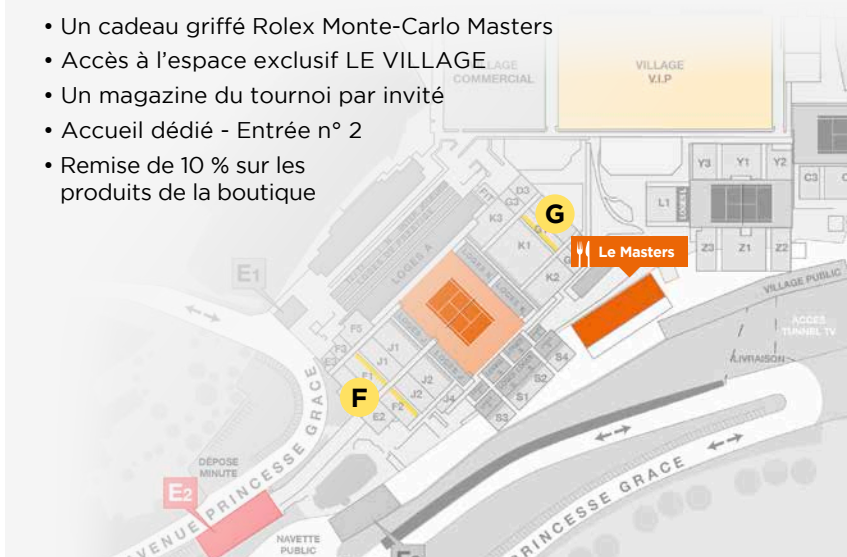 • Un cadeau griffé Rolex Monte-Carlo Masters
• Accès à l'espace exclusif LE VILLAGE
• Un magazine du tournoi par invité
• Accueil dédié - Entrée n° 2
• Remise de 10 % sur les
produits de la boutique
VILLAGE
COMMERCIAL
VILLAGE
V.I.P
Y3
Y1
Y2
C3
L1
Z3
Z1
Z2
D3
G3
K3
G
K1
K2
Le Masters
LOGES A
E1
F5
F3
E3
J1
J1
F1
J2
J2
F2
E2
J4
F
S4
S2
S1
S3
VILLAGE PUBLIC
ACCES
TUNNEL TV
LIVRAISON
DÉPOSE
MINUTE
E2
AVENUE PRINCESSE GRACE
NAVETTE
PUBLIC
PRINCESSE GRACE